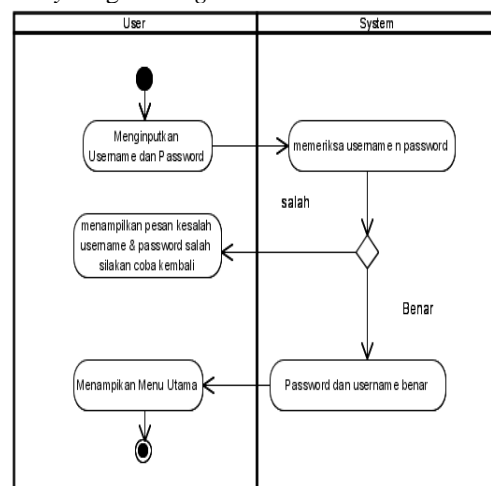 User
System
Menginputkan
Username dan Password
memeriksa username n password
salah
menampilkan pesan kesalah
username & password salah
silakan coba kembali
Benar
Menampikan Menu Utama
Password dan username benar